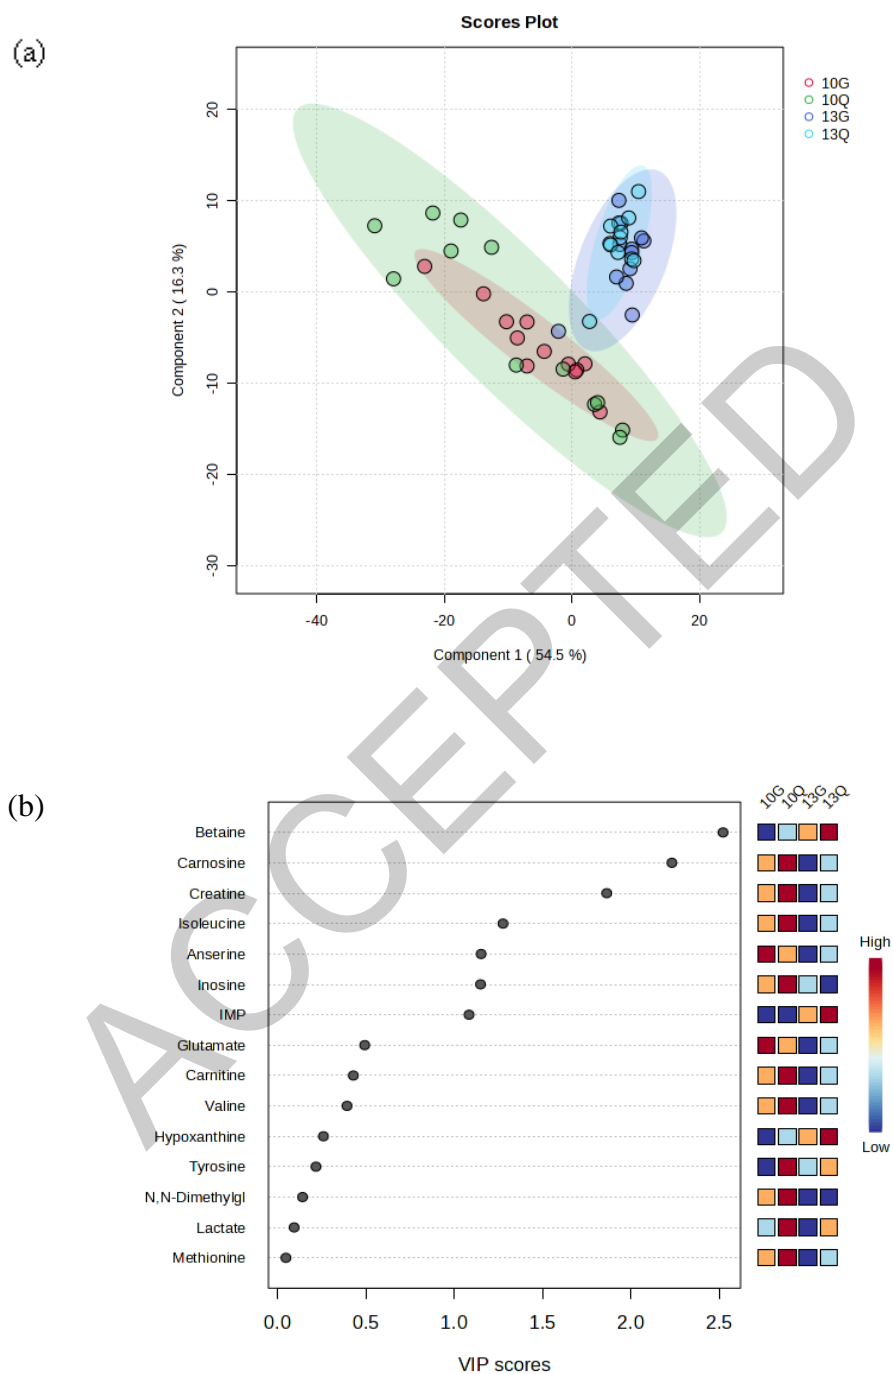 Scores Plot
(a)
10G
10Q
13G
13Q
20
10
0
-10
-20
-30
Component 2 ( 16.3 %)
-40
-20
0
20
Component 1 ( 54.5 %)
ACCEPTED
(b)
10G
10Q
13G
13Q
Betaine
Carnosine
Creatine
Isoleucine
Anserine
Inosine
IMP
Glutamate
Carnitine
Valine
Hypoxanthine
Tyrosine
N,N-Dimethylgl
Lactate
Methionine
High
Low
0.0
0.5
1.0
1.5
2.0
2.5
VIP scores